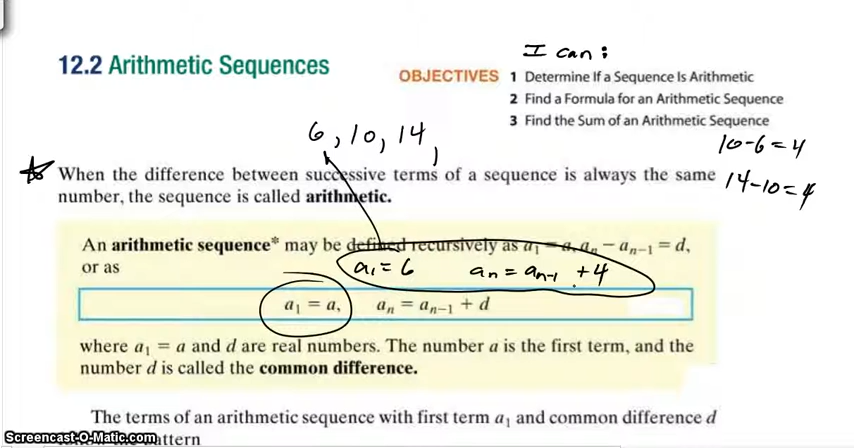 I can:
12.2 Arithmetic Sequences
OBJECTIVES 1 Determine If a Sequence Is Arithmetic
2 Find a Formula for an Arithmetic Sequence
3 Find the Sum of an Arithmetic Sequence
6, 10, 14,
10-6=4
14-10=4
When the difference between successive terms of a sequence is always the same
number, the sequence is called arithmetic.
An arithmetic sequence* may be defined recursively as a₁ = a, aₙ − aₙ₋₁ = d,
or as
a₁ = 6 aₙ = aₙ₋₁ + 4
a₁ = a, aₙ = aₙ₋₁ + d
where a₁ = a and d are real numbers. The number a is the first term, and the
number d is called the common difference.
The terms of an arithmetic sequence with first term a₁ and common difference d
Screencast-O-Matic.com